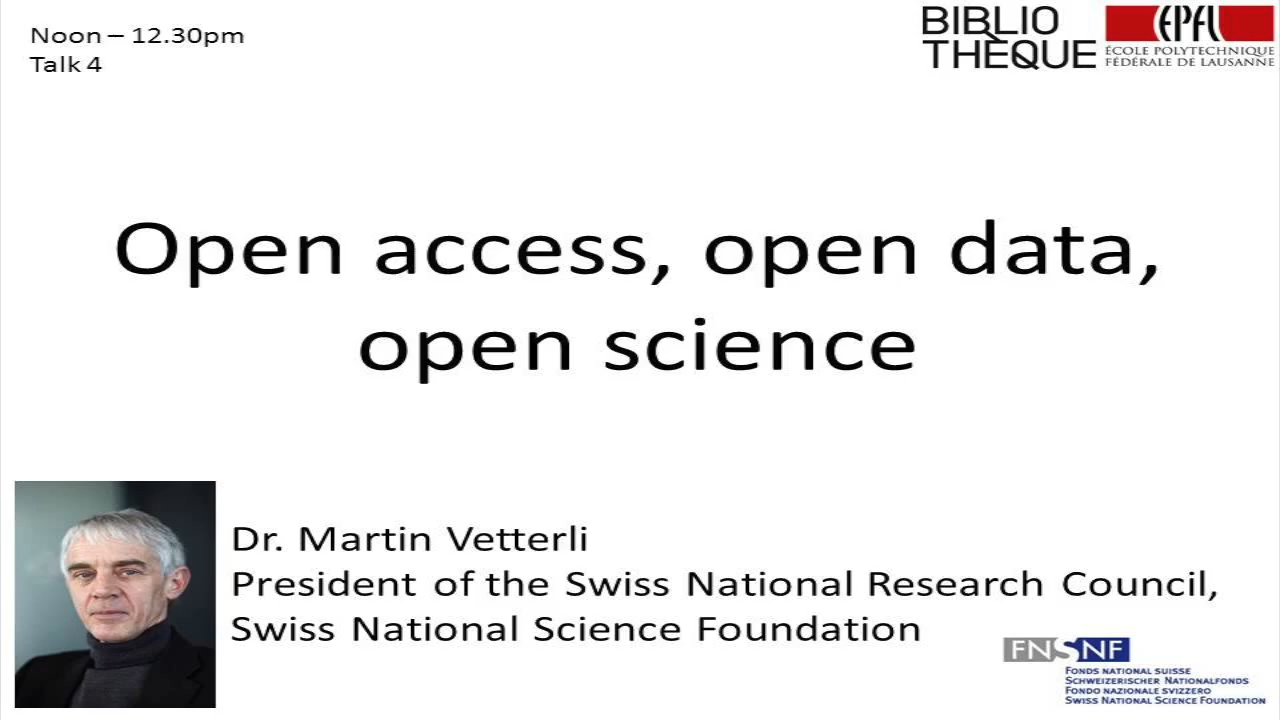 Noon – 12.30pm
Talk 4
BIBLIO
THÈQUE
EPFL
ÉCOLE POLYTECHNIQUE
FÉDÉRALE DE LAUSANNE
Open access, open data,
open science
Dr. Martin Vetterli
President of the Swiss National Research Council,
Swiss National Science Foundation
FNSNF
FONDS NATIONAL SUISSE
SCHWEIZERISCHER NATIONALFONDS
FONDO NAZIONALE SVIZZERO
SWISS NATIONAL SCIENCE FOUNDATION